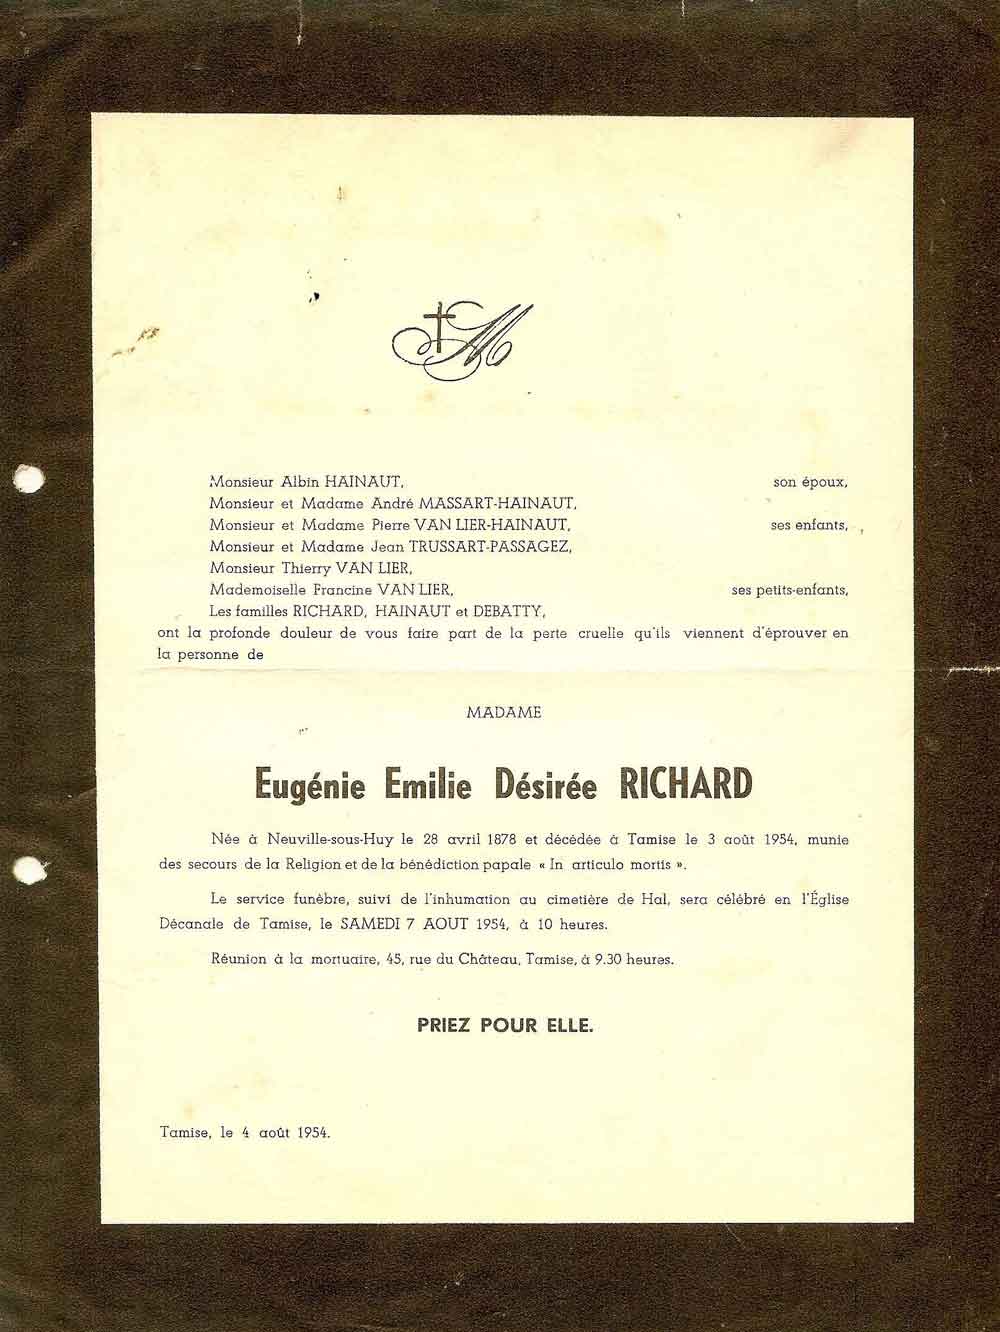 M
Monsieur Albin HAINAUT, son époux,
Monsieur et Madame André MASSART-HAINAUT,
Monsieur et Madame Pierre VAN LIER-HAINAUT, ses enfants,
Monsieur et Madame Jean TRUSSART-PASSAGEZ,
Monsieur Thierry VAN LIER,
Mademoiselle Francine VAN LIER, ses petits-enfants,
Les familles RICHARD, HAINAUT et DEBATTY,
ont la profonde douleur de vous faire part de la perte cruelle qu'ils viennent d'éprouver en
la personne de
MADAME
Eugénie Emilie Désirée RICHARD
Née à Neuville-sous-Huy le 28 avril 1878 et décédée à Tamise le 3 août 1954, munie
des secours de la Religion et de la bénédiction papale « In articulo mortis ».
Le service funèbre, suivi de l'inhumation au cimetière de Hal, sera célébré en l'Église
Décanale de Tamise, le SAMEDI 7 AOUT 1954, à 10 heures.
Réunion à la mortuaire, 45, rue du Château, Tamise, à 9.30 heures.
PRIEZ POUR ELLE.
Tamise, le 4 août 1954.